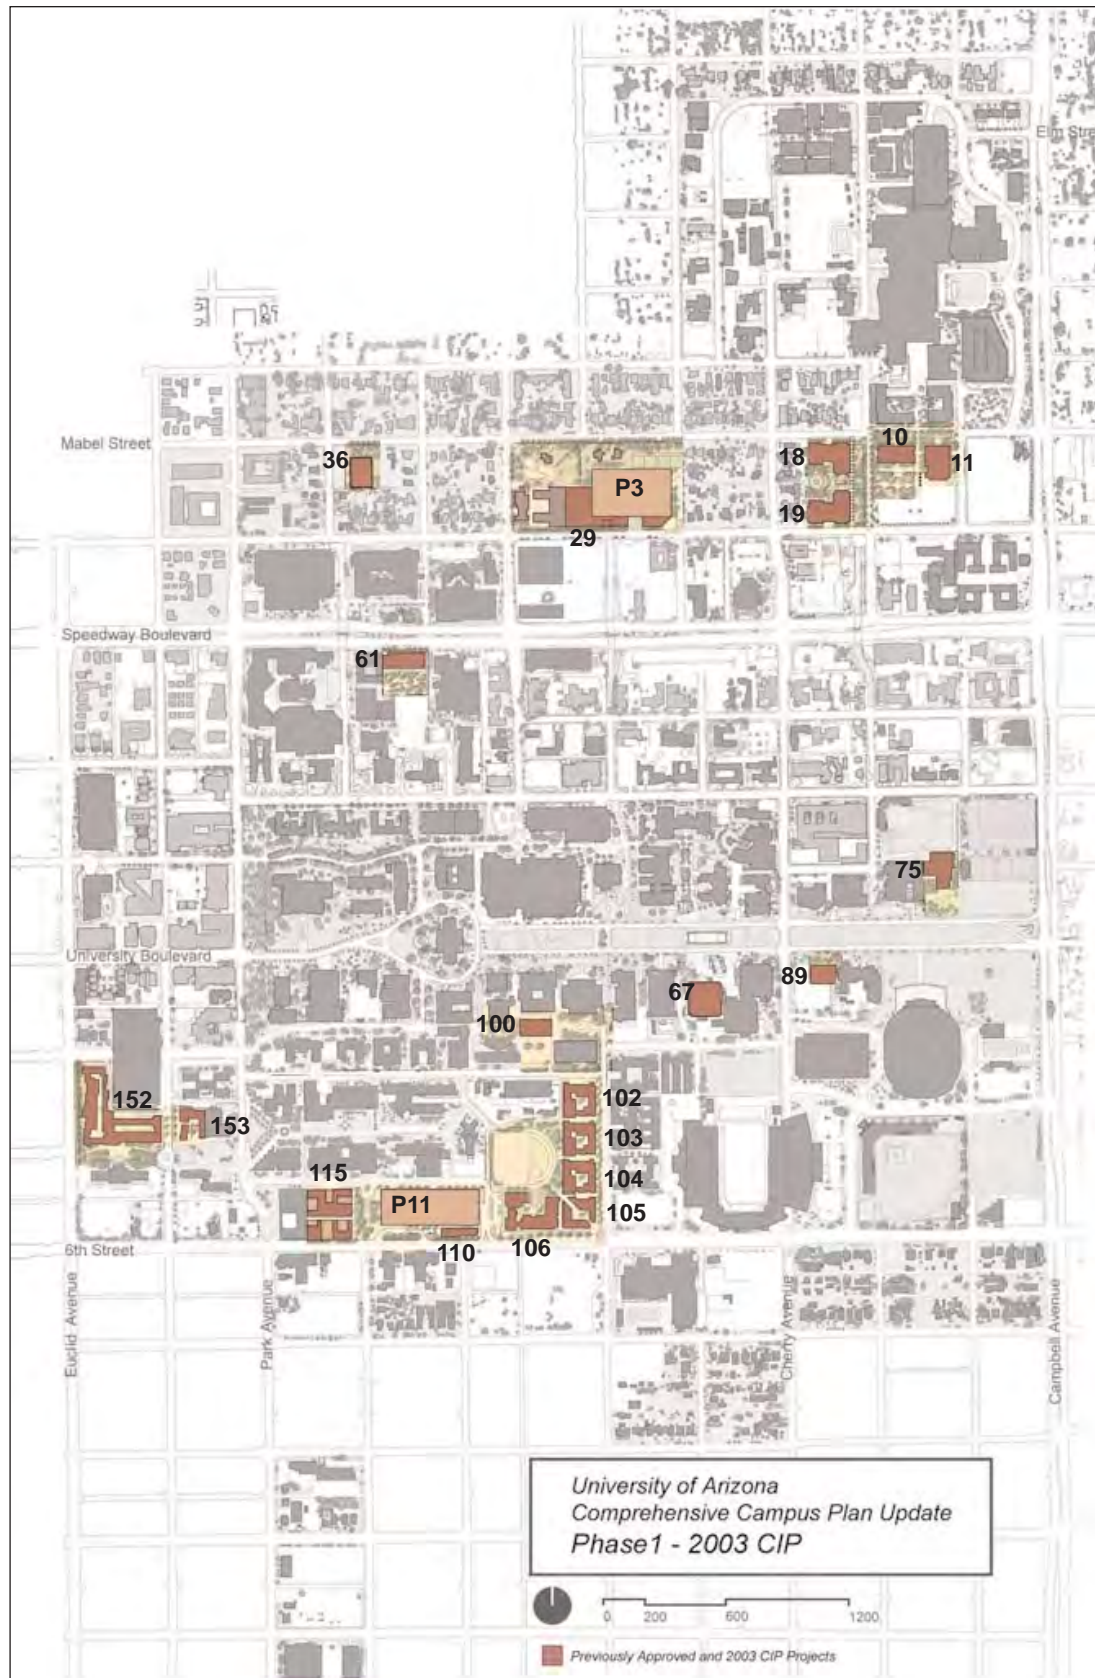 Elm Stre
Mabel Street
36
P3
18
10
11
19
29
Speedway Boulevard
61
75
University Boulevard
89
67
100
152
153
102
103
104
105
115
P11
110
106
6th Street
Euclid Avenue
Park Avenue
Cherry Avenue
Campbell Avenue
University of Arizona
Comprehensive Campus Plan Update
Phase1 - 2003 CIP
0 200 600 1200
Previously Approved and 2003 CIP Projects